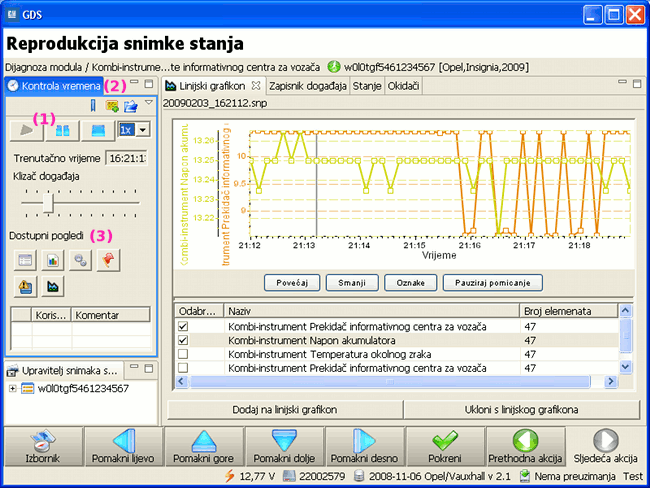 GDS
Reprodukcija snimke stanja
Dijagnoza modula / Kombi-instrume...te informativnog centra za vozača w0l0tgf5461234567 [Opel,Insignia,2009]
Kontrola vremena (2)
(1)
1x
Trenutačno vrijeme 16:21:1
Klizač događaja
Dostupni pogledi (3)
Koris... Komentar
Upravitelj snimaka s...
w0l0tgf5461234567
Linijski grafikon Zapisnik događaja Stanje Okidači
20090203_162112.snp
Kombi-instrument Napon akumu
trument Prekidač informativnog
13.26
13.25
13.23
13.22
10
0.5
0
21:12 21:13 21:14 21:15 21:16 21:17 21:18
Vrijeme
Povećaj Smanji Oznake Pauziraj pomicanje
Odabr... Naziv Broj elemenata
Kombi-instrument Prekidač informativnog centra za vozača 47
Kombi-instrument Napon akumulatora 47
Kombi-instrument Temperatura okolnog zraka 47
Kombi-instrument Prekidač informativnog centra za vozača 47
Dodaj na linijski grafikon Ukloni s linijskog grafikona
Izbornik Pomakni lijevo Pomakni gore Pomakni dolje Pomakni desno Pokreni Prethodna akcija Sljedeća akcija
12,77 V 22002579 2008-11-06 Opel/Vauxhall v 2.1 Nema preuzimanja Test